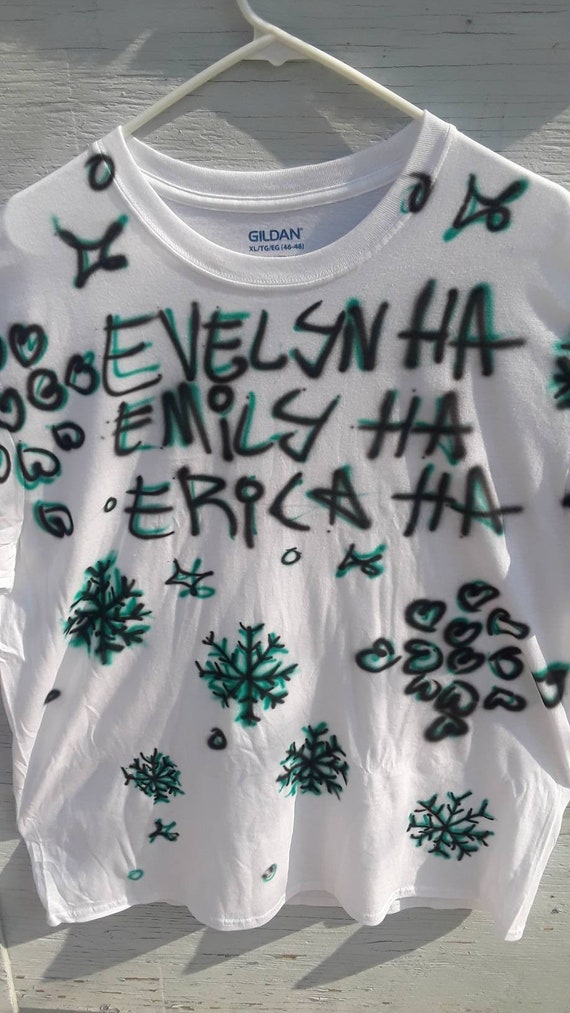 GILDAN
XL/TG/EG (46-48)
EVELYN HA
EMiLY HA
ERiCA HA